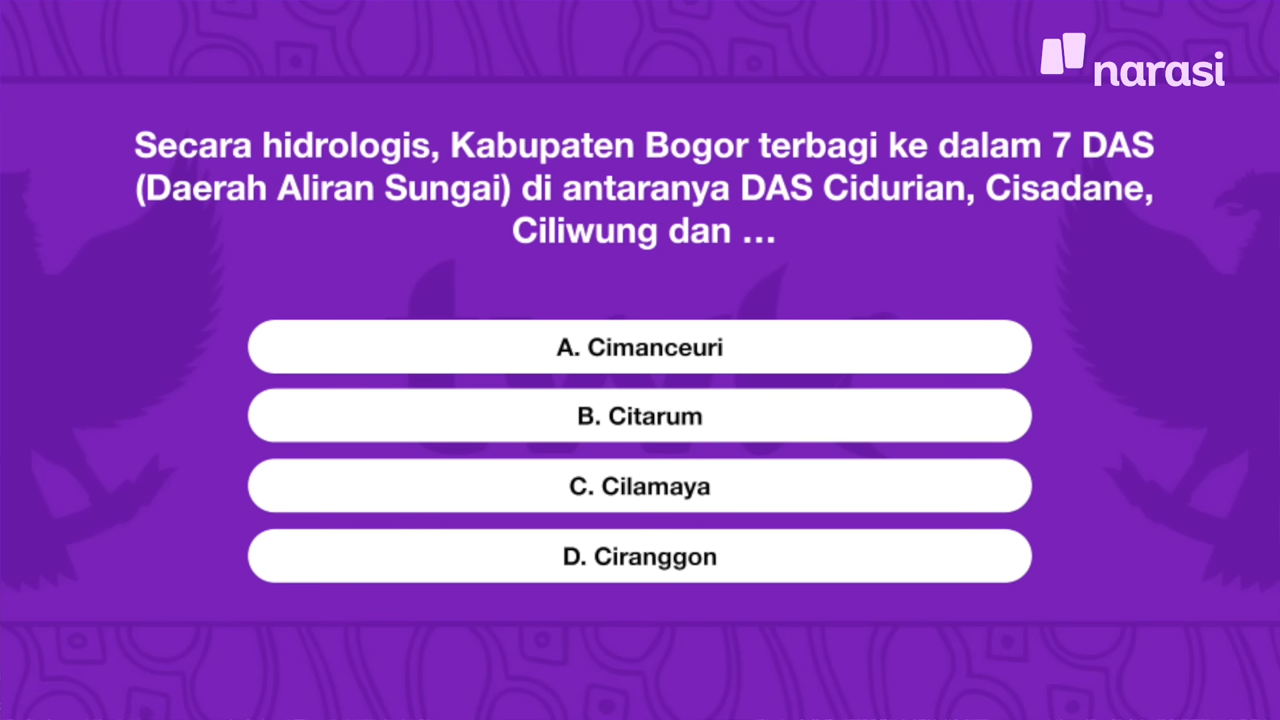 narasi
Secara hidrologis, Kabupaten Bogor terbagi ke dalam 7 DAS
(Daerah Aliran Sungai) di antaranya DAS Cidurian, Cisadane,
Ciliwung dan ...
A. Cimanceuri
B. Citarum
C. Cilamaya
D. Ciranggon